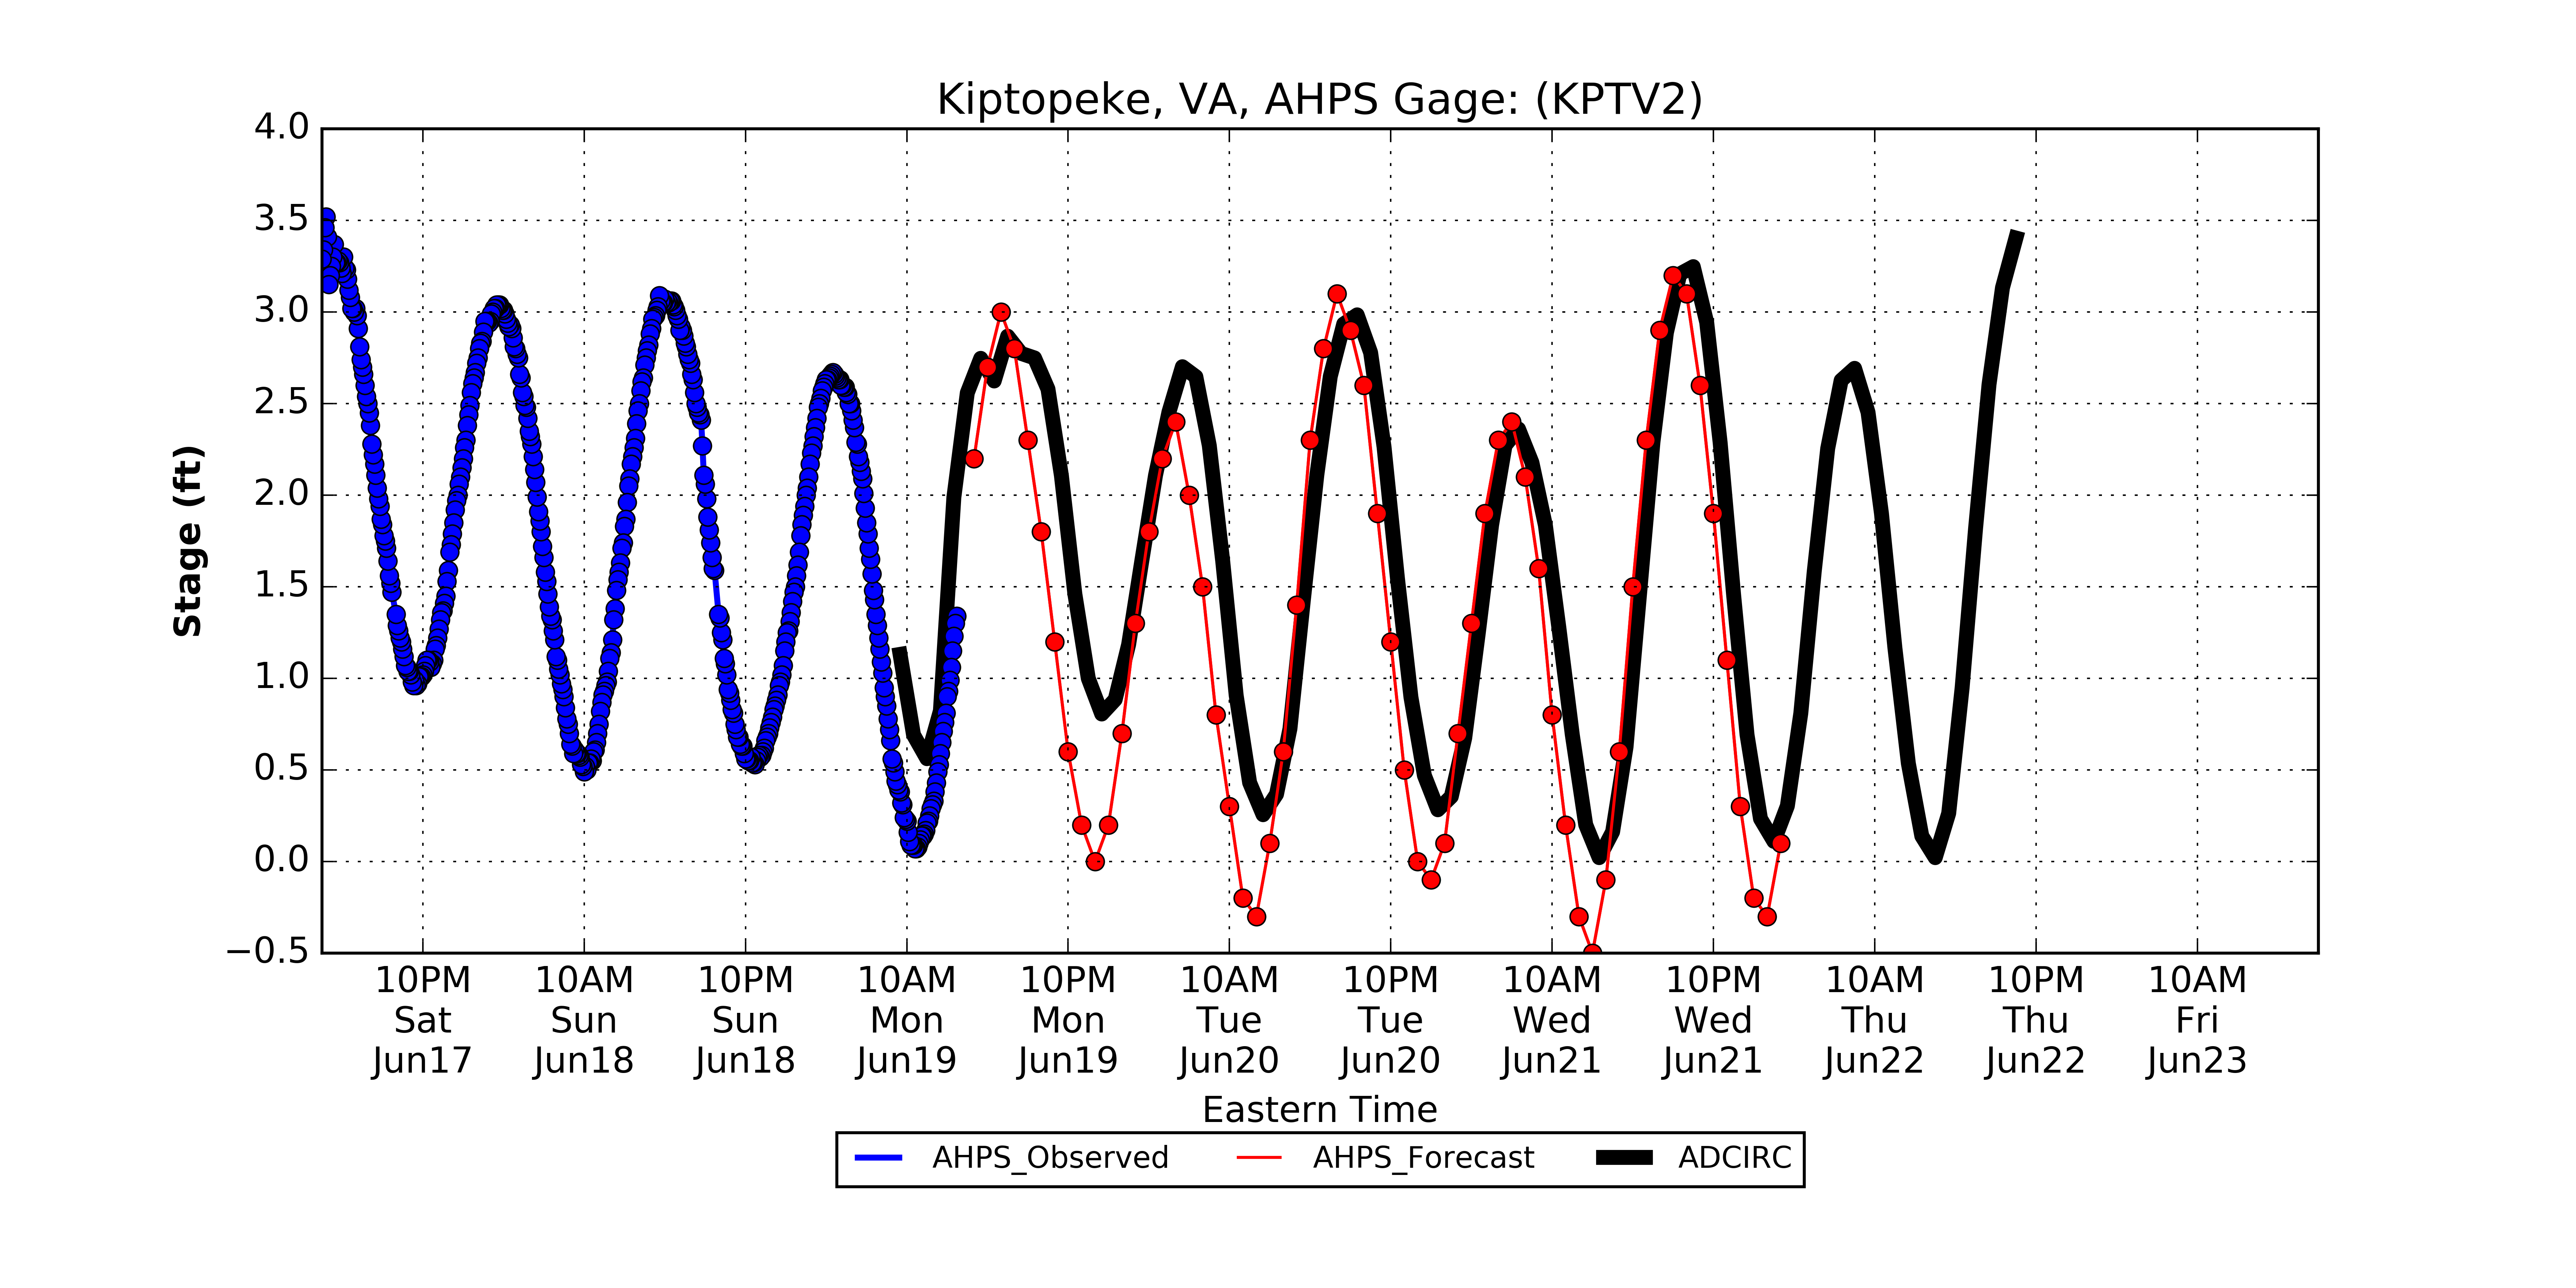 Kiptopeke, VA, AHPS Gage: (KPTV2)
4.0
3.5
3.0
2.5
2.0
1.5
1.0
0.5
0.0
−0.5
Stage (ft)
10PM 10AM 10PM 10AM 10PM 10AM 10PM 10AM 10PM 10AM 10PM 10AM
Sat Sun Sun Mon Mon Tue Tue Wed Wed Thu Thu Fri
Jun17 Jun18 Jun18 Jun19 Jun19 Jun20 Jun20 Jun21 Jun21 Jun22 Jun22 Jun23
Eastern Time
AHPS_Observed AHPS_Forecast ADCIRC